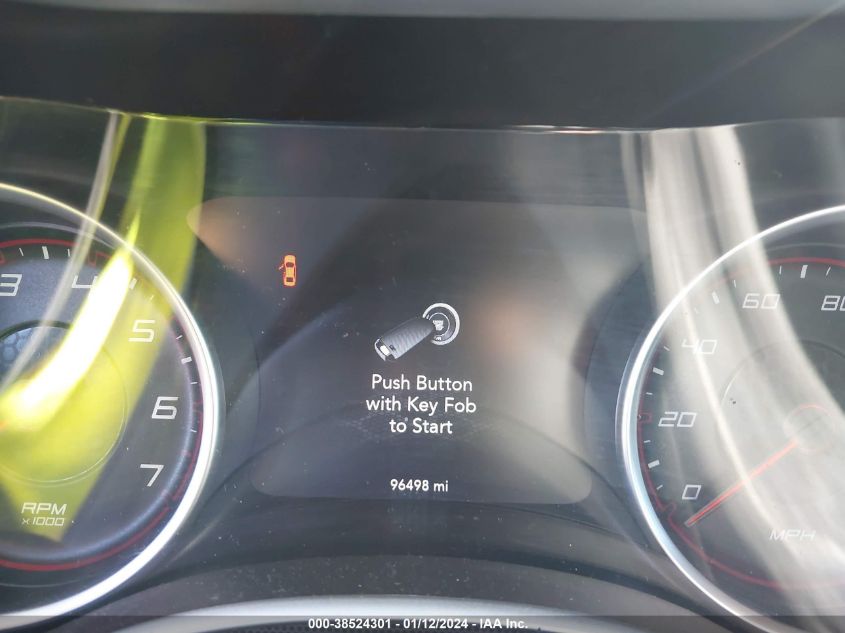 3
4
5
6
7
RPM
x1000
Push Button
with Key Fob
to Start
96498 mi
80
60
40
20
0
MPH
000-38524301 - 01/12/2024 - IAA Inc.